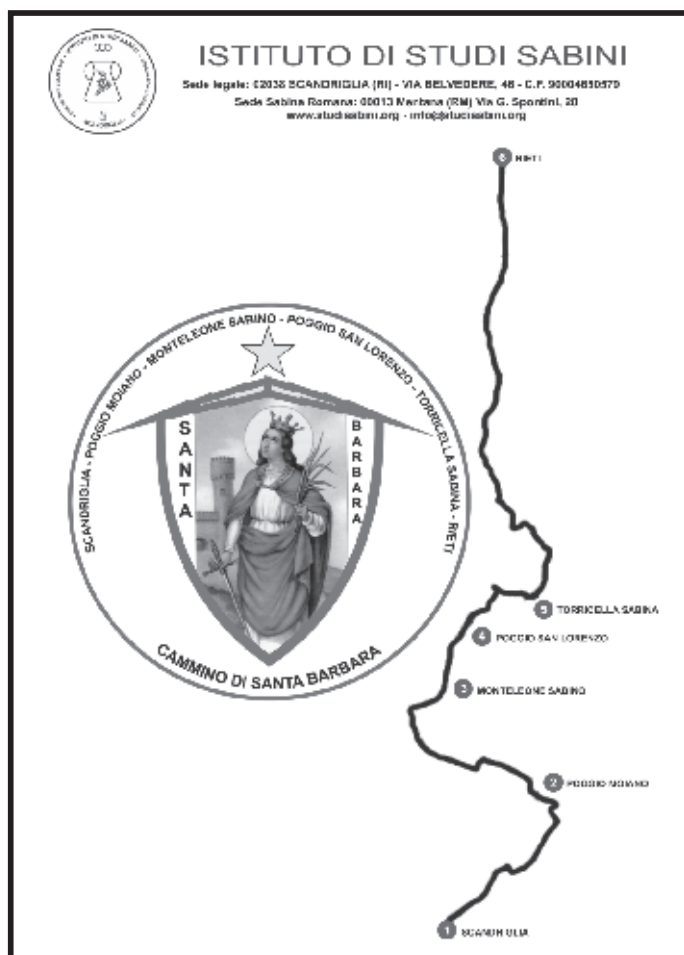 ISTITUTO DI STUDI SABINI
Sede legale: 02038 SCANDRIGLIA (RI) - VIA BELVEDERE, 46 - C.F. 90004650579
Sede Sabina Romana: 00013 Mentana (RM) Via G. Spontini, 20
www.studisabini.org - info@studisabini.org
6 RIETI
SCANDRIGLIA - POGGIO MOIANO - MONTELEONE SABINO - POGGIO SAN LORENZO - TORRICELLA SABINA - RIETI
SANTA
BARBARA
CAMMINO DI SANTA BARBARA
5 TORRICELLA SABINA
4 POGGIO SAN LORENZO
3 MONTELEONE SABINO
2 POGGIO MOIANO
1 SCANDRIGLIA